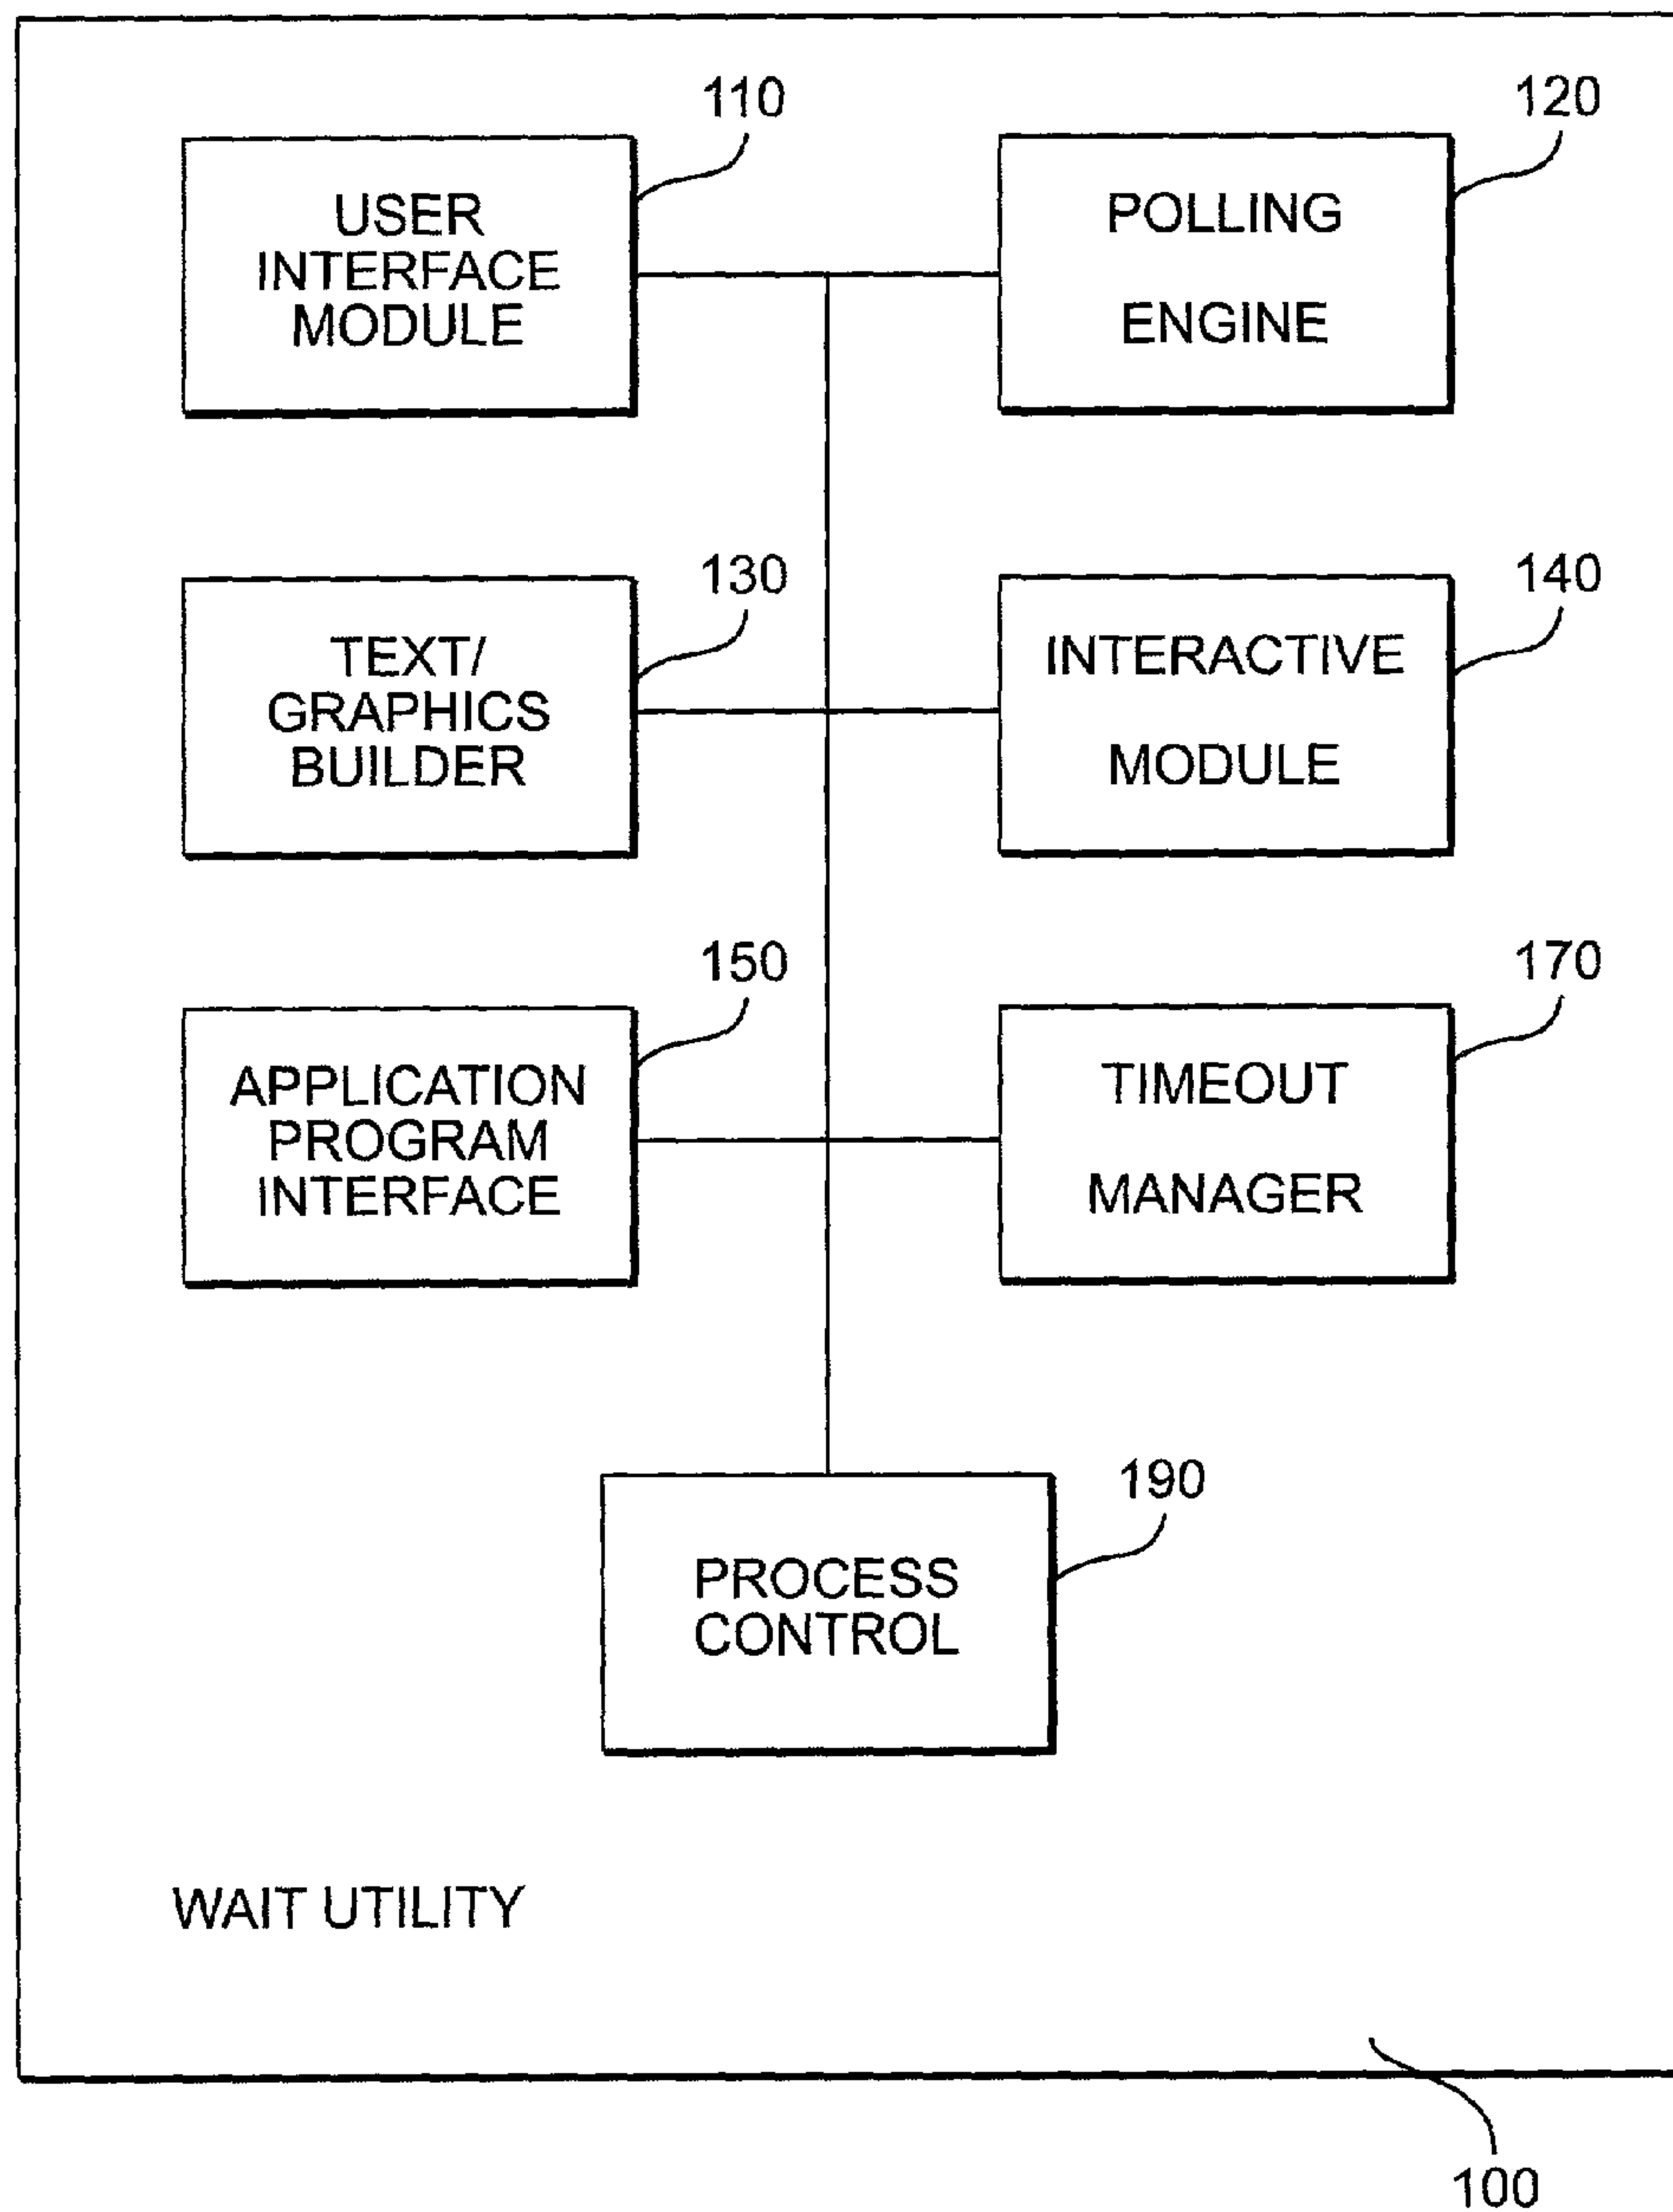 110
USER
INTERFACE
MODULE
120
POLLING
ENGINE
130
TEXT/
GRAPHICS
BUILDER
140
INTERACTIVE
MODULE
150
APPLICATION
PROGRAM
INTERFACE
170
TIMEOUT
MANAGER
190
PROCESS
CONTROL
WAIT UTILITY
100